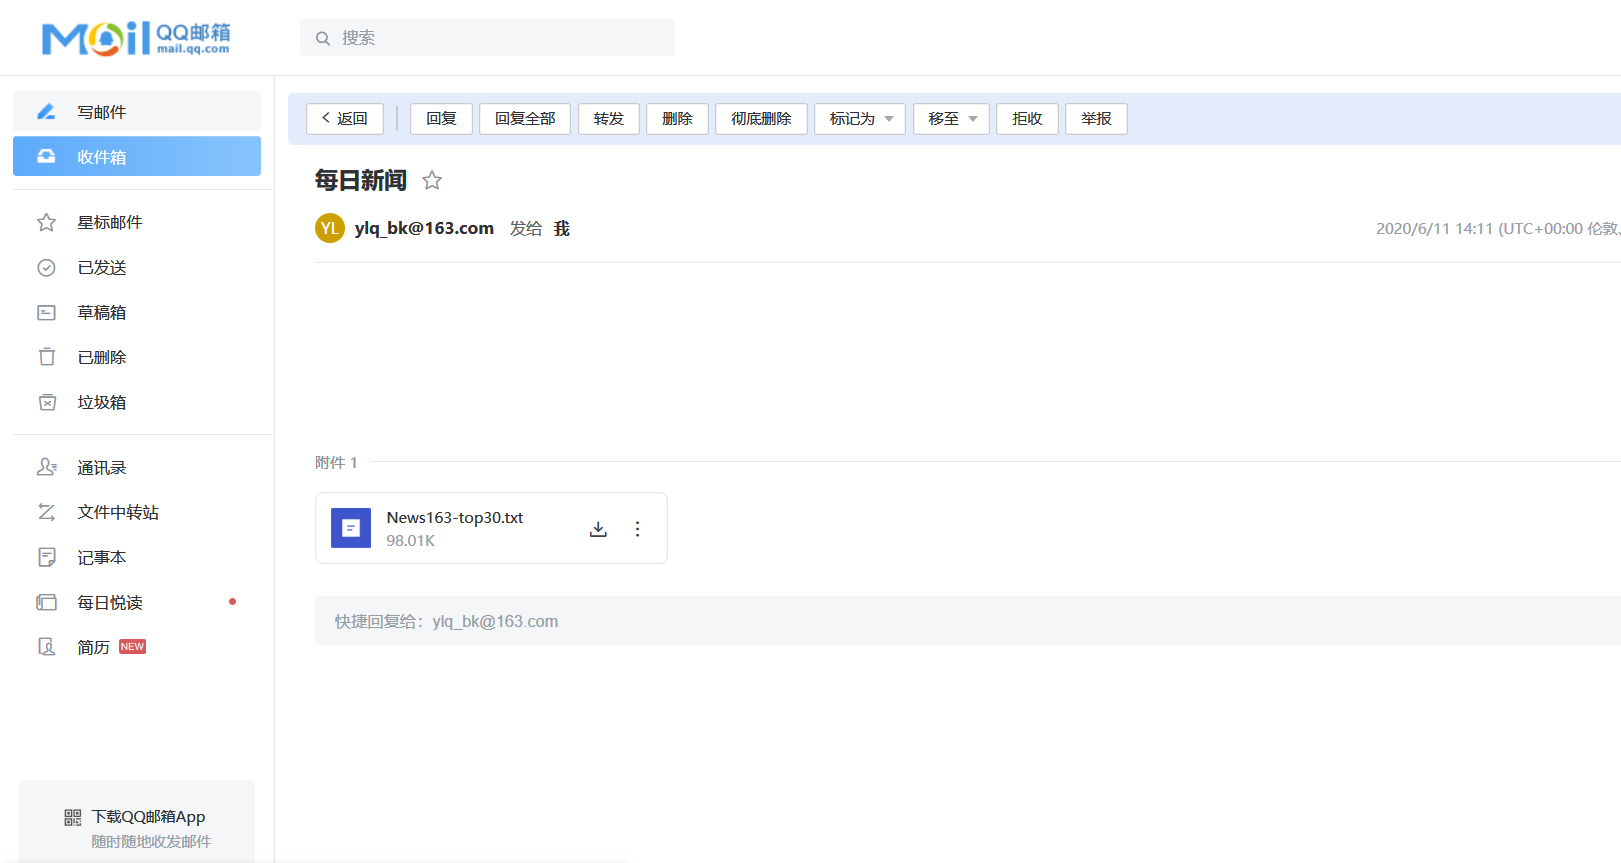 Mail QQ邮箱
mail.qq.com
搜索
写邮件
收件箱
星标邮件
已发送
草稿箱
已删除
垃圾箱
通讯录
文件中转站
记事本
每日悦读
简历 NEW
下载QQ邮箱App
随时随地收发邮件
返回 回复 回复全部 转发 删除 彻底删除 标记为 移至 拒收 举报
每日新闻
YL ylq_bk@163.com 发给 我 2020/6/11 14:11 (UTC+00:00 伦敦、
附件 1
News163-top30.txt
98.01K
快捷回复给：ylq_bk@163.com